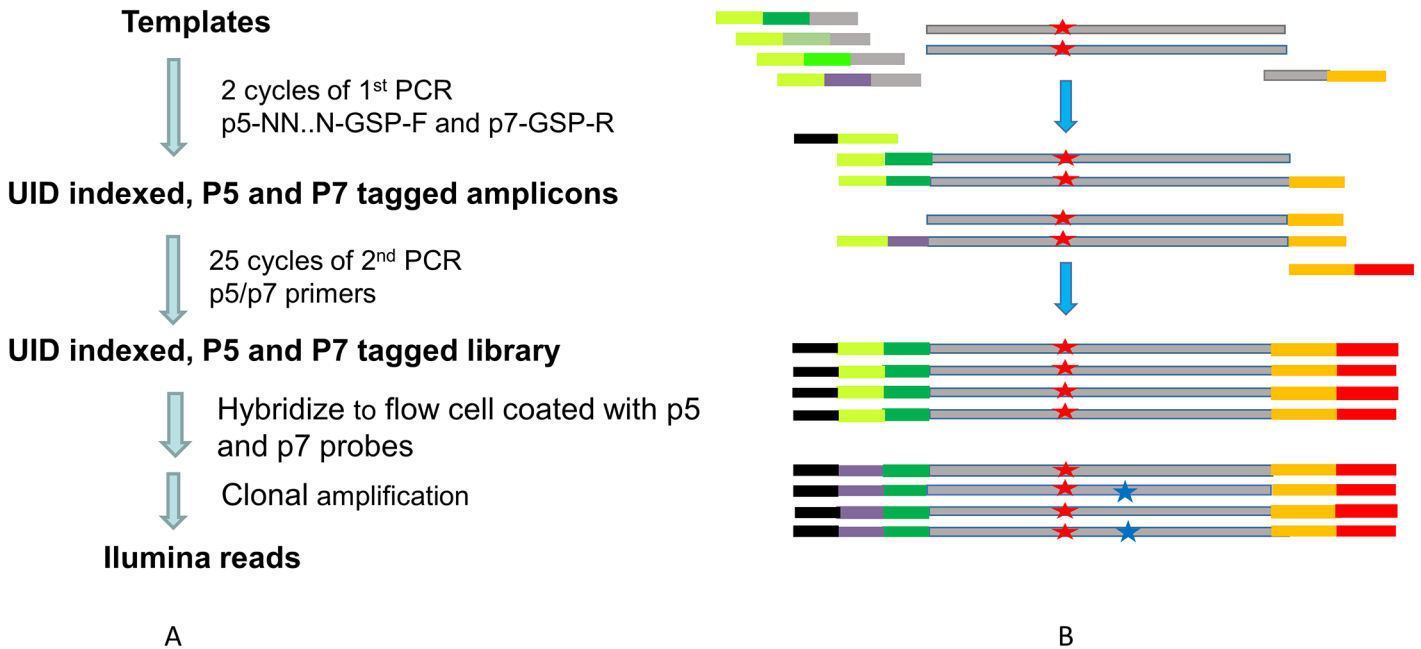 Templates
2 cycles of 1st PCR
p5-NN..N-GSP-F and p7-GSP-R
UID indexed, P5 and P7 tagged amplicons
25 cycles of 2nd PCR
p5/p7 primers
UID indexed, P5 and P7 tagged library
Hybridize to flow cell coated with p5
and p7 probes
Clonal amplification
Ilumina reads
A
B